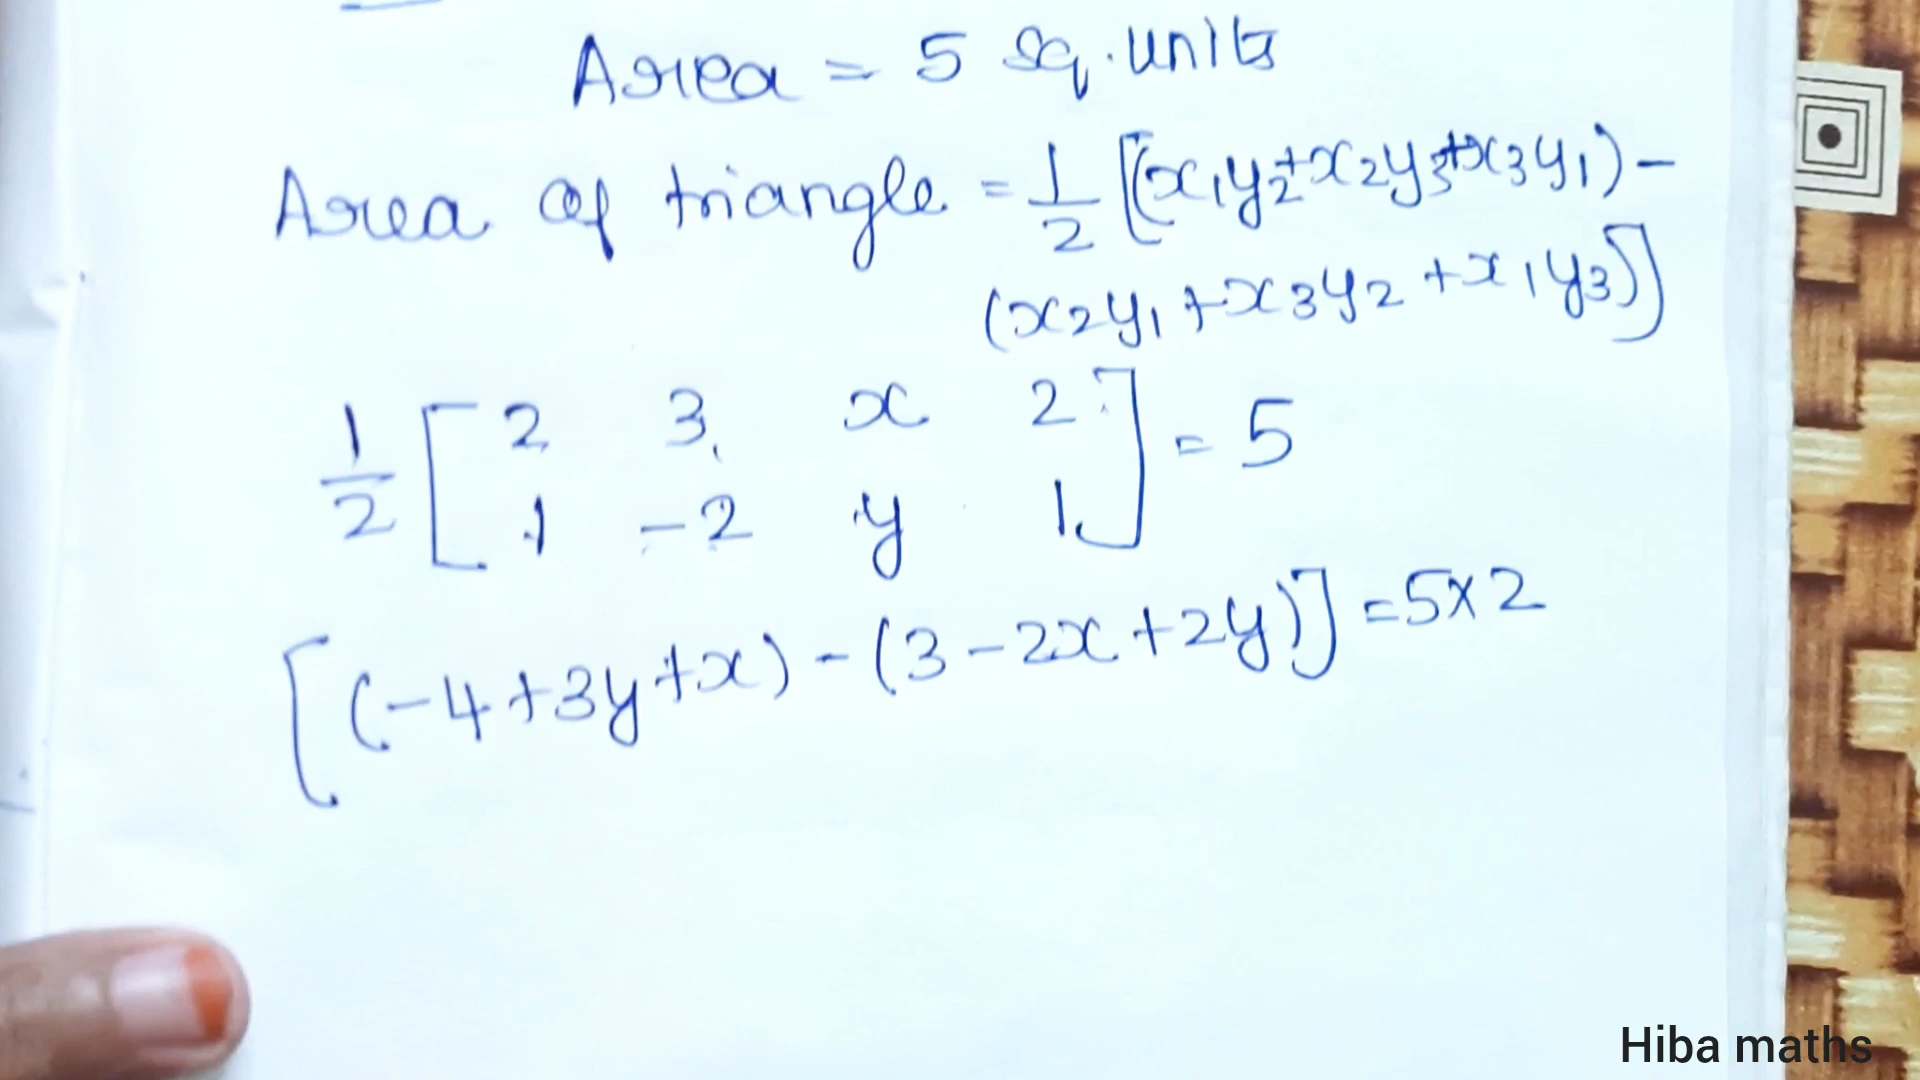 Area = 5 sq.units
Area of triangle = 1/2 [(x₁y₂+x₂y₃+x₃y₁) -
(x₂y₁ + x₃y₂ + x₁y₃)]
1/2 [ 2 3 x 2 ] = 5
1 -2 y 1
[(-4+3y+x) - (3-2x+2y)] = 5×2
Hiba maths